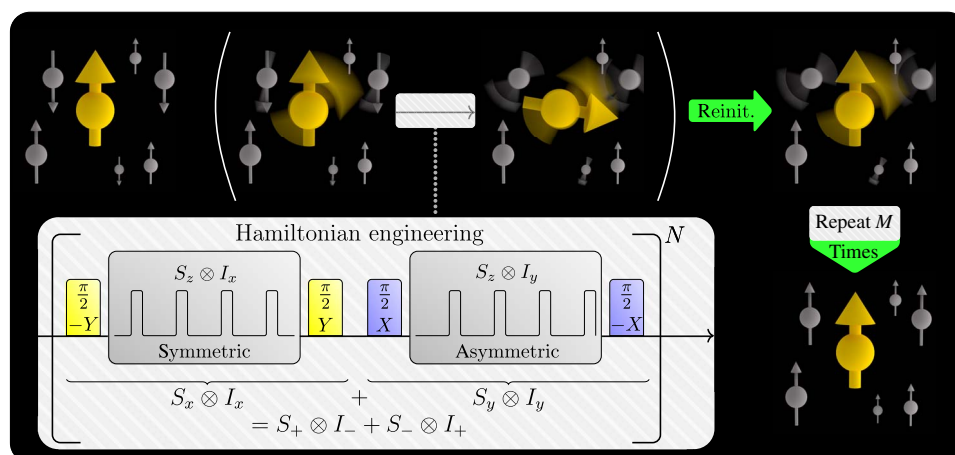 Reinit.
Repeat M
Times
Hamiltonian engineering
N
S_z ⊗ I_x
S_z ⊗ I_y
π/2
−Y
π/2
Y
π/2
X
π/2
−X
Symmetric
Asymmetric
S_x ⊗ I_x + S_y ⊗ I_y
= S_+ ⊗ I_− + S_− ⊗ I_+